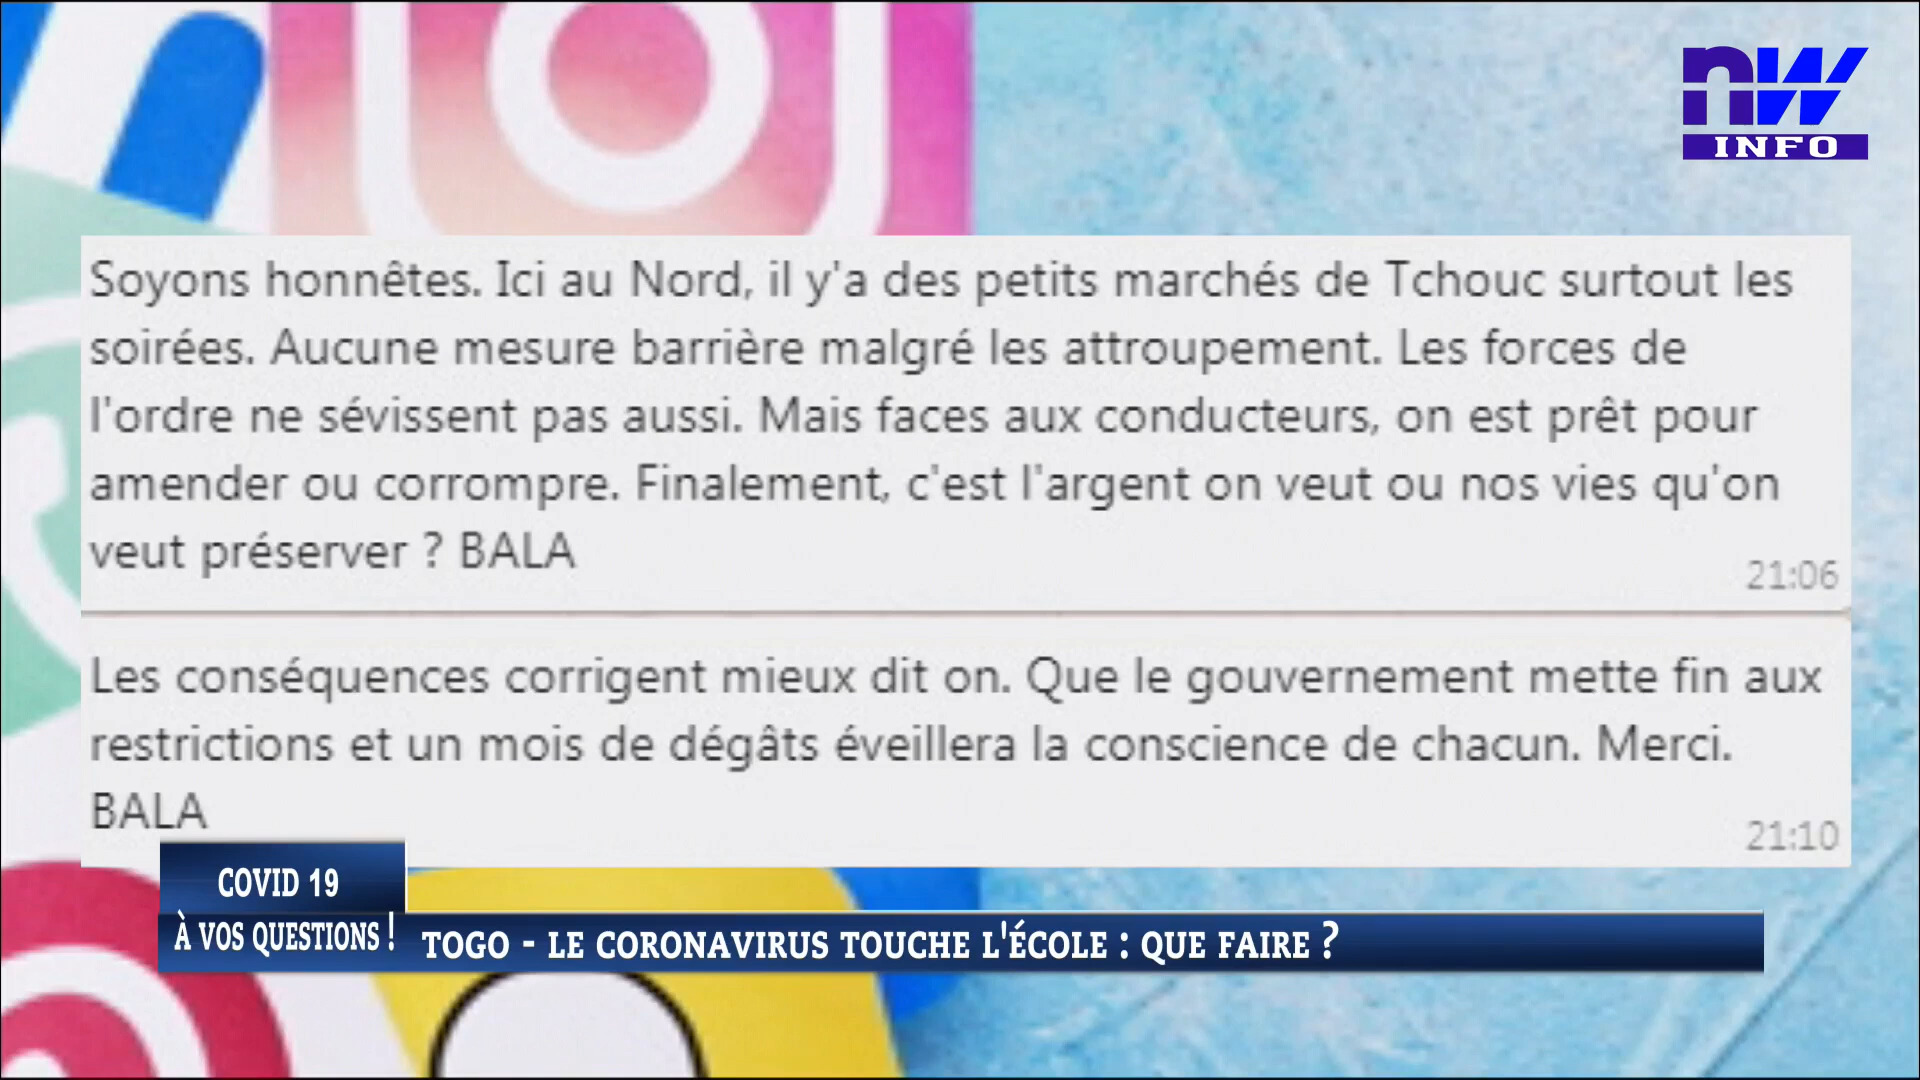 nw
INFO
Soyons honnêtes. Ici au Nord, il y'a des petits marchés de Tchouc surtout les
soirées. Aucune mesure barrière malgré les attroupement. Les forces de
l'ordre ne sévissent pas aussi. Mais faces aux conducteurs, on est prêt pour
amender ou corrompre. Finalement, c'est l'argent on veut ou nos vies qu'on
veut préserver ? BALA
21:06
Les conséquences corrigent mieux dit on. Que le gouvernement mette fin aux
restrictions et un mois de dégâts éveillera la conscience de chacun. Merci.
BALA
21:10
COVID 19
À VOS QUESTIONS !
TOGO - LE CORONAVIRUS TOUCHE L'ÉCOLE : QUE FAIRE ?